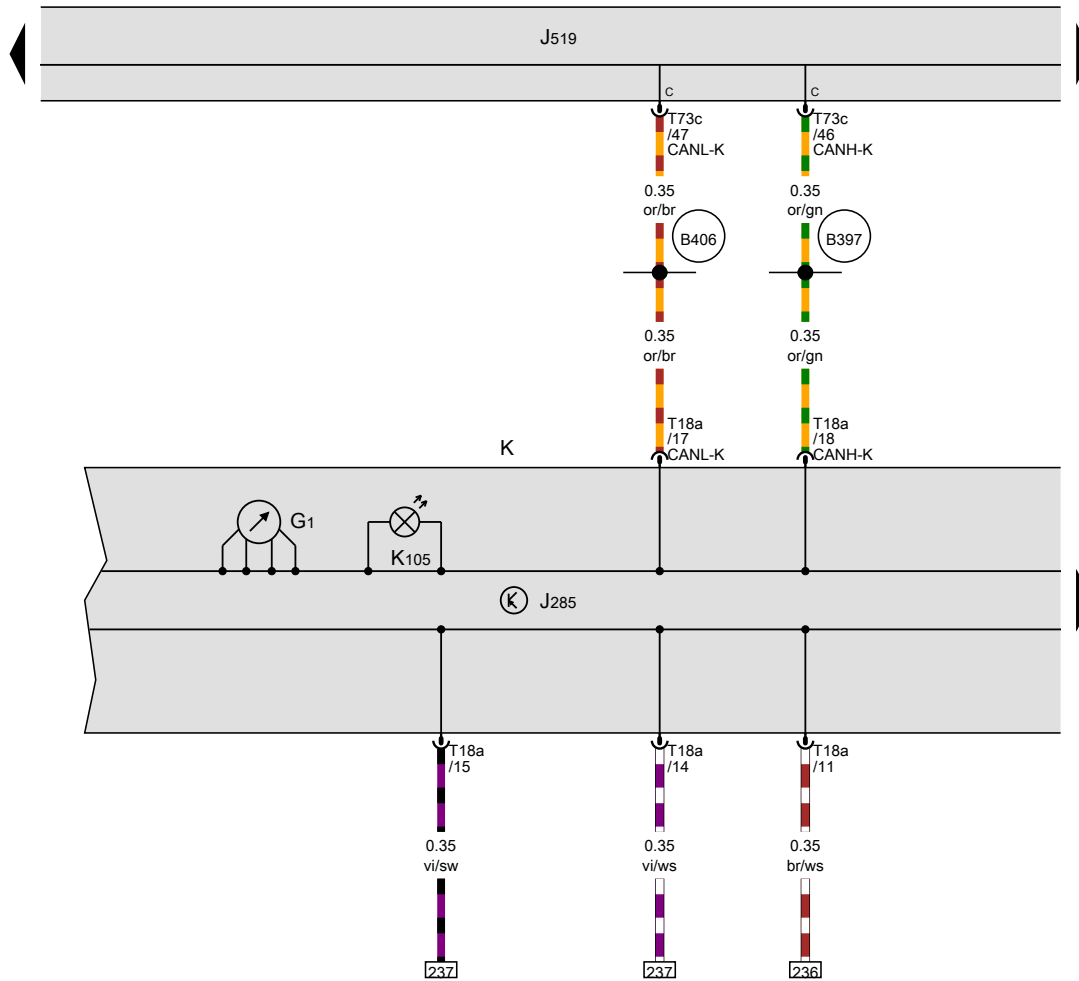 J519
C C
T73c
/47
CANL-K
T73c
/46
CANH-K
0.35
or/br
0.35
or/gn
B406
B397
0.35
or/br
0.35
or/gn
T18a
/17
CANL-K
T18a
/18
CANH-K
K
G1
K105
J285
T18a
/15
T18a
/14
T18a
/11
0.35
vi/sw
0.35
vi/ws
0.35
br/ws
237
237
236